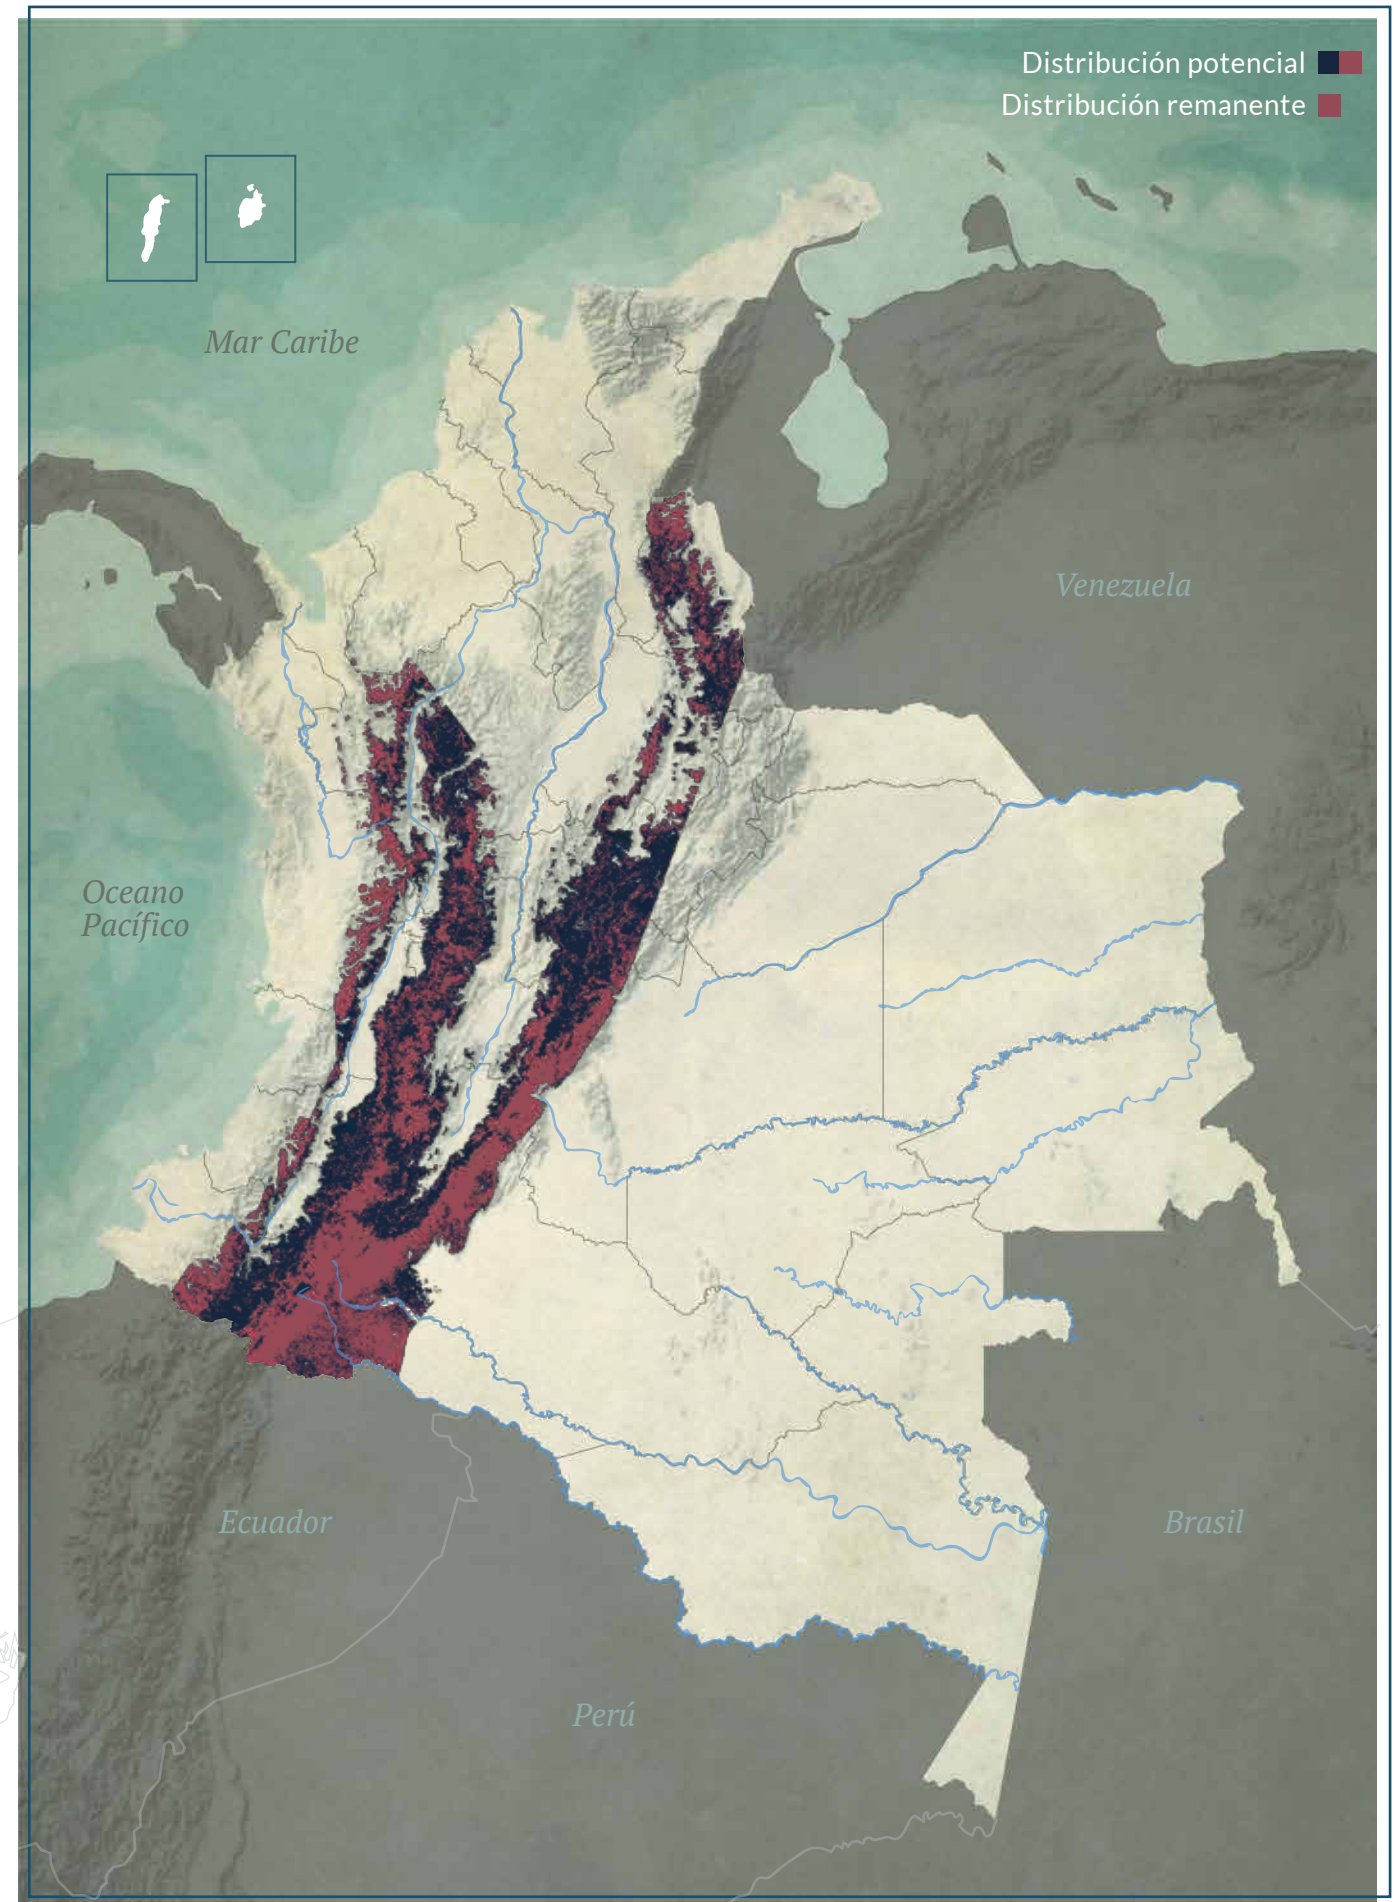 Distribución potencial
Distribución remanente
Mar Caribe
Venezuela
Oceano
Pacífico
Ecuador
Brasil
Perú